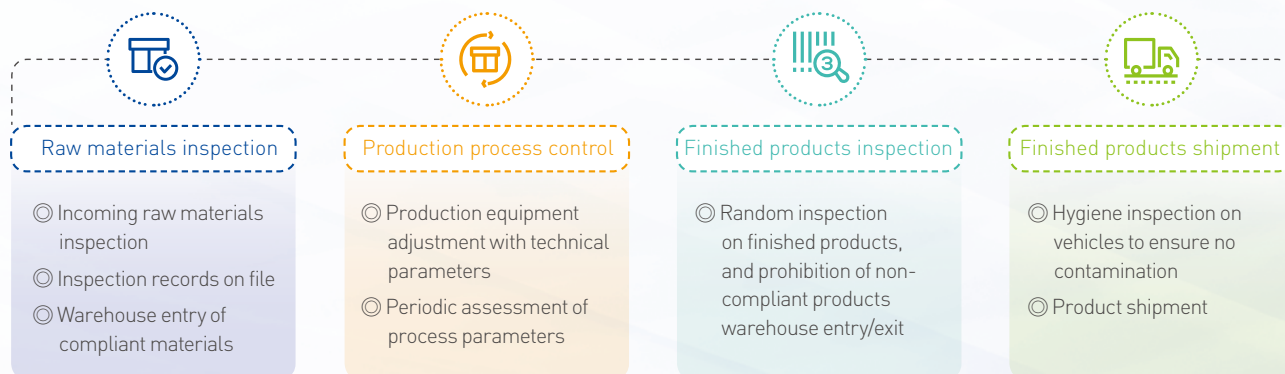 3
Raw materials inspection
◎ Incoming raw materials
inspection
◎ Inspection records on file
◎ Warehouse entry of
compliant materials
Production process control
◎ Production equipment
adjustment with technical
parameters
◎ Periodic assessment of
process parameters
Finished products inspection
◎ Random inspection
on finished products,
and prohibition of non-
compliant products
warehouse entry/exit
Finished products shipment
◎ Hygiene inspection on
vehicles to ensure no
contamination
◎ Product shipment